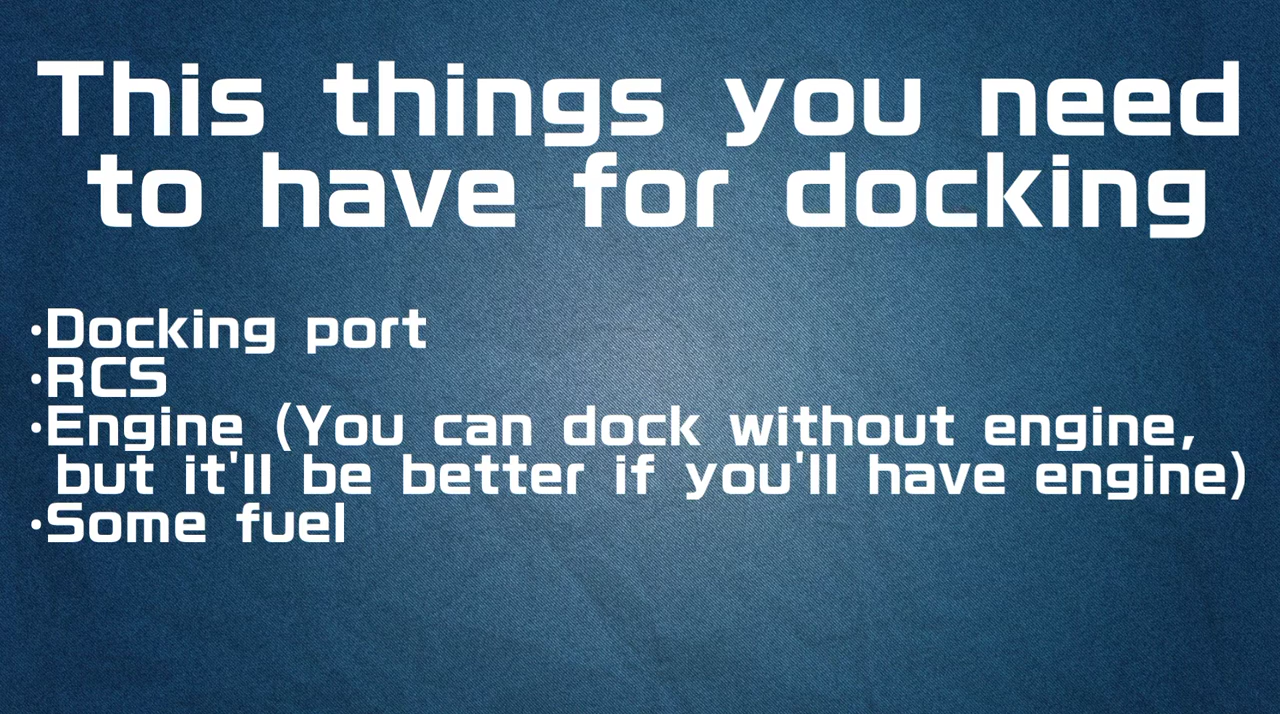 This things you need
to have for docking
•Docking port
•RCS
•Engine (You can dock without engine,
but it'll be better if you'll have engine)
•Some fuel